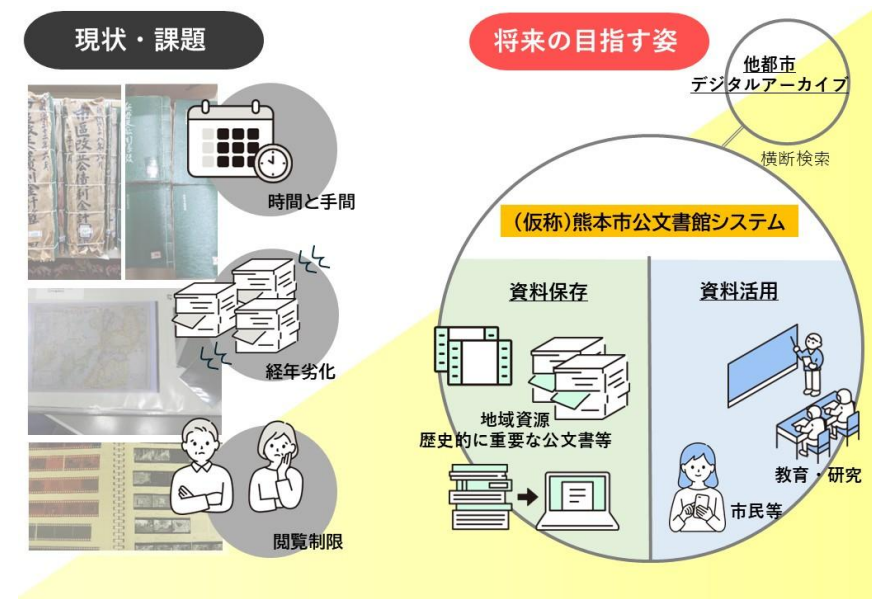 現状・課題
時間と手間
経年劣化
閲覧制限
将来の目指す姿
他都市
デジタルアーカイブ
横断検索
（仮称）熊本市公文書館システム
資料保存
地域資源
歴史的に重要な公文書等
資料活用
教育・研究
市民等